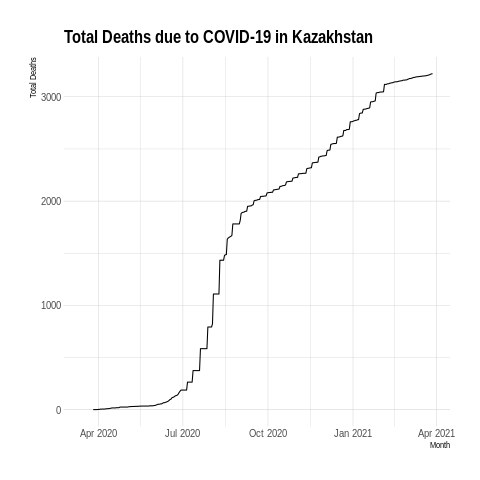 Total Deaths due to COVID-19 in Kazakhstan
Total Deaths
3000
2000
1000
0
Apr 2020 Jul 2020 Oct 2020 Jan 2021 Apr 2021
Month